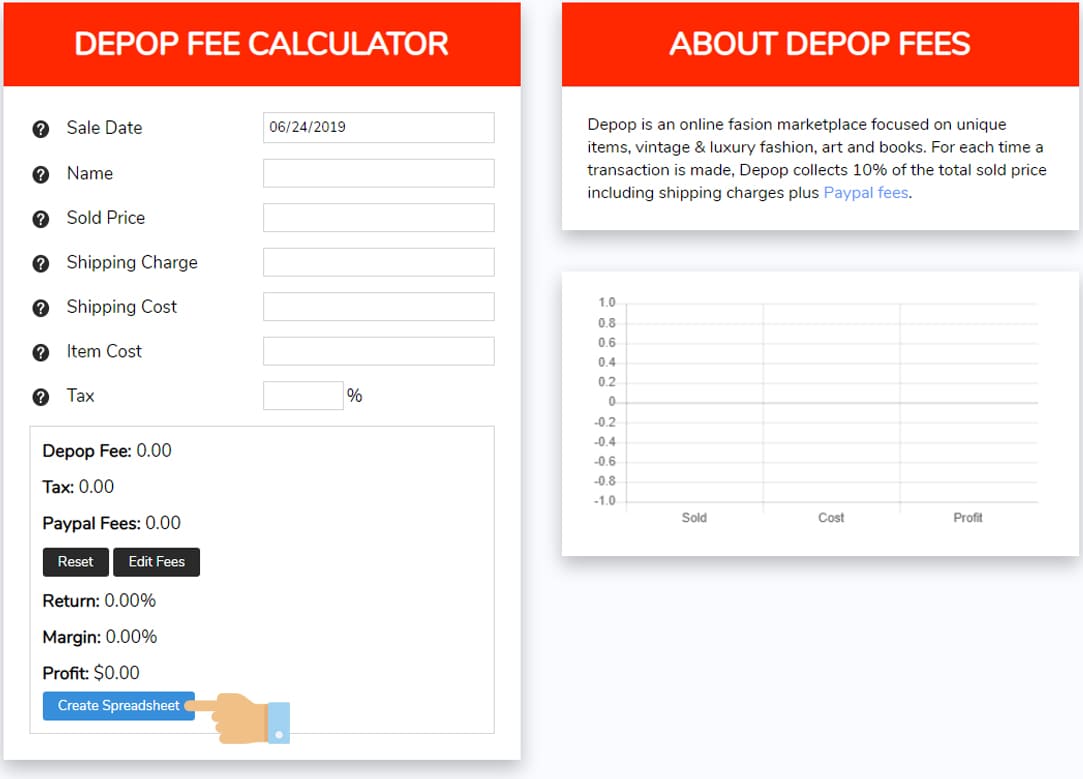 DEPOP FEE CALCULATOR
Sale Date 06/24/2019
Name
Sold Price
Shipping Charge
Shipping Cost
Item Cost
Tax %
Depop Fee: 0.00
Tax: 0.00
Paypal Fees: 0.00
Reset Edit Fees
Return: 0.00%
Margin: 0.00%
Profit: $0.00
Create Spreadsheet
ABOUT DEPOP FEES
Depop is an online fasion marketplace focused on unique
items, vintage & luxury fashion, art and books. For each time a
transaction is made, Depop collects 10% of the total sold price
including shipping charges plus Paypal fees.
1.0
0.8
0.6
0.4
0.2
0
-0.2
-0.4
-0.6
-0.8
-1.0
Sold Cost Profit